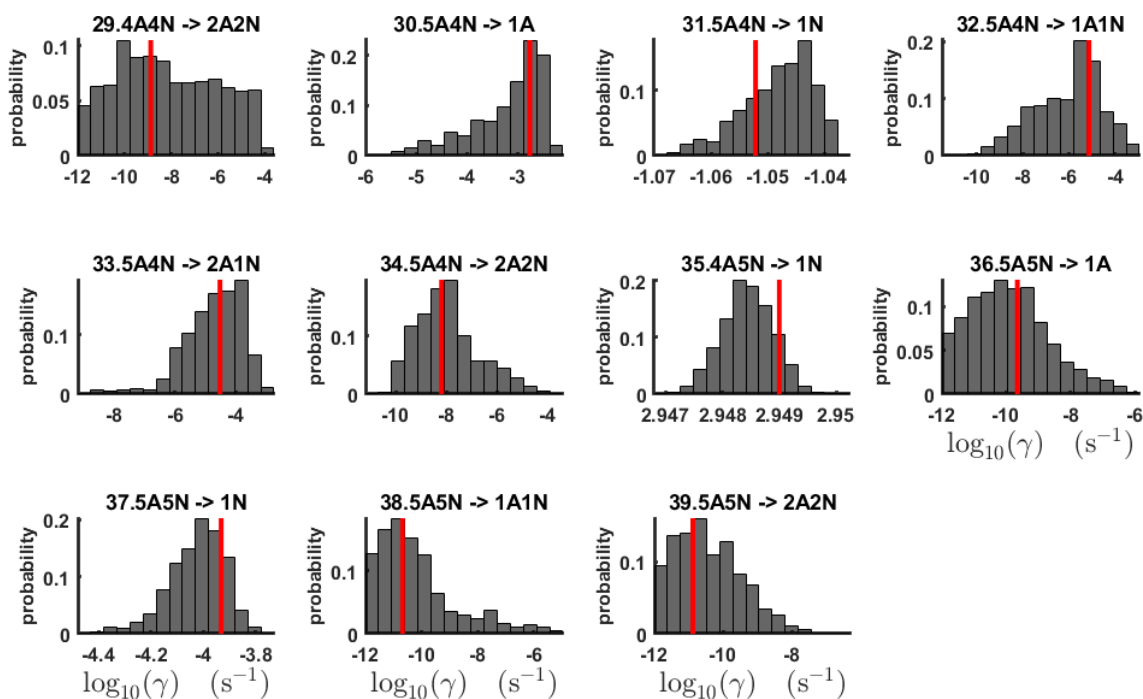 29.4A4N -> 2A2N
probability
0.1
0.05
0
-12 -10 -8 -6 -4
30.5A4N -> 1A
probability
0.2
0.1
0
-6 -5 -4 -3
31.5A4N -> 1N
probability
0.1
0
-1.07 -1.06 -1.05 -1.04
32.5A4N -> 1A1N
probability
0.2
0.1
0
-10 -8 -6 -4
33.5A4N -> 2A1N
probability
0.1
0
-8 -6 -4
34.5A4N -> 2A2N
probability
0.1
0
-10 -8 -6 -4
35.4A5N -> 1N
probability
0.2
0.1
0
2.947 2.948 2.949 2.95
36.5A5N -> 1A
probability
0.1
0.05
0
-12 -10 -8 -6
log₁₀(γ) (s⁻¹)
37.5A5N -> 1N
probability
0.2
0.1
0
-4.4 -4.2 -4 -3.8
log₁₀(γ) (s⁻¹)
38.5A5N -> 1A1N
probability
0.1
0
-12 -10 -8 -6
log₁₀(γ) (s⁻¹)
39.5A5N -> 2A2N
probability
0.1
0
-12 -10 -8
log₁₀(γ) (s⁻¹)